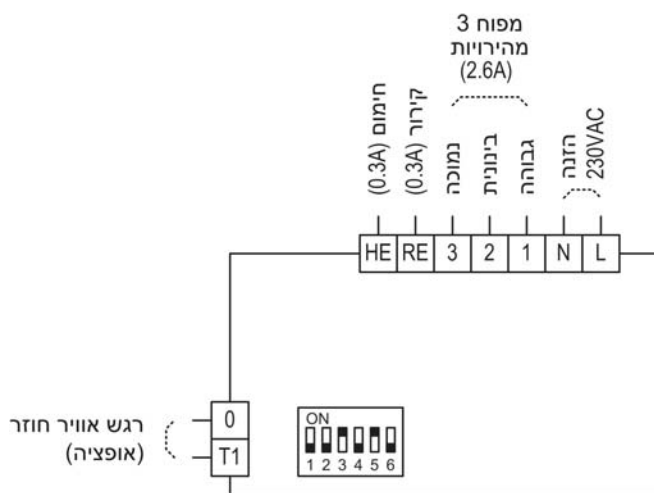 מפוח 3
מהירויות
(2.6A)
חימום (0.3A)
קירור (0.3A)
נמוכה
בינונית
גבוהה
הזנה
230VAC
HE RE 3 2 1 N L
0
T1
רגש אוויר חוזר
(אופציה)
ON
1 2 3 4 5 6